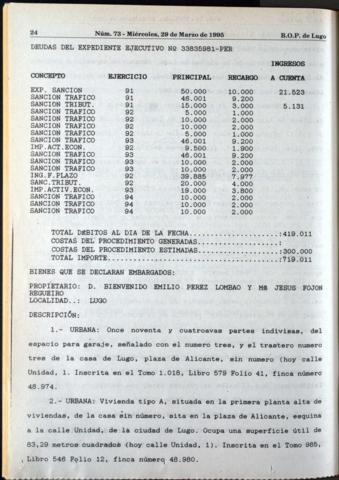 24 Núm. 73 - Miércoles, 29 de Marzo de 1995 B.O.P. de Lugo
DEUDAS DEL EXPEDIENTE EJECUTIVO Nº 33835981-PER
INGRESOS
CONCEPTO EJERCICIO PRINCIPAL RECARGO A CUENTA
EXP. SANCION 91 50.000 10.000 21.523
SANCION TRAFICO 91 46.001 9.200
SANCION TRIBUT. 91 15.000 3.000 5.131
SANCION TRAFICO 92 5.000 1.000
SANCION TRAFICO 92 10.000 2.000
SANCION TRAFICO 92 10.000 2.000
SANCION TRAFICO 92 5.000 1.000
SANCION TRAFICO 93 46.001 9.200
IMP.ACT.ECON. 92 9.500 1.900
SANCION TRAFICO 93 46.001 9.200
SANCION TRAFICO 93 10.000 2.000
SANCION TRAFICO 93 10.000 2.000
ING.F.PLAZO 92 39.885 7.977
SANC.TRIBUT. 92 20.000 4.000
IMP.ACTIV.ECON. 93 19.000 3.800
SANCION TRAFICO 94 10.000 2.000
SANCION TRAFICO 94 10.000 2.000
SANCION TRAFICO 94 10.000 2.000
TOTAL DEBITOS AL DIA DE LA FECHA..................:419.011
COSTAS DEL PROCEDIMIENTO GENERADAS................:
COSTAS DEL PROCEDIMIENTO ESTIMADAS................:300.000
TOTAL IMPORTE.....................................:719.011
BIENES QUE SE DECLARAN EMBARGADOS:
PROPIETARIO: D. BIENVENIDO EMILIO PEREZ LOMBAO y Mª JESUS FOJON
REGUEIRO
LOCALIDAD..: LUGO
DESCRIPCIÓN:
1.- URBANA: Once noventa y cuatroavas partes indivisas, del
espacio para garaje, señalado con el numero tres, y el trastero numero
tres de la casa de Lugo, plaza de Alicante, sin numero (hoy calle
Unidad, 1. Inscrita en el Tomo 1.018, Libro 579 Folio 41, finca número
48.974.
2.- URBANA: Vivienda tipo A, situada en la primera planta alta de
viviendas, de la casa sin número, sita en la plaza de Alicante, esquina
a la calle Unidad, de la ciudad de Lugo. Ocupa una superficie útil de
83,29 metros cuadrados (hoy calle Unidad, 1). Inscrita en el Tomo 985,
Libro 546 Folio 12, finca número 48.980.